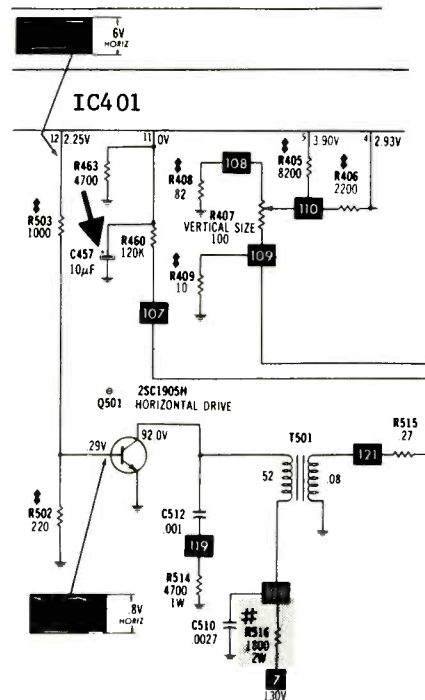 6V
HORIZ
IC401
12 2.25V
11 0V
5 3.90V
4 2.93V
R463
4700
R408
82
108
R405
8200
R406
2200
110
R407
VERTICAL SIZE
100
R503
1000
C457
10µF
R460
120K
R409
10
109
107
2SC1905H
Q501 HORIZONTAL DRIVE
92.0V
.29V
T501
52
.08
121
R515
27
R502
220
C512
.001
119
R514
4700
1W
.8V
HORIZ
C510
.0027
#
R516
1800
2W
7
130V